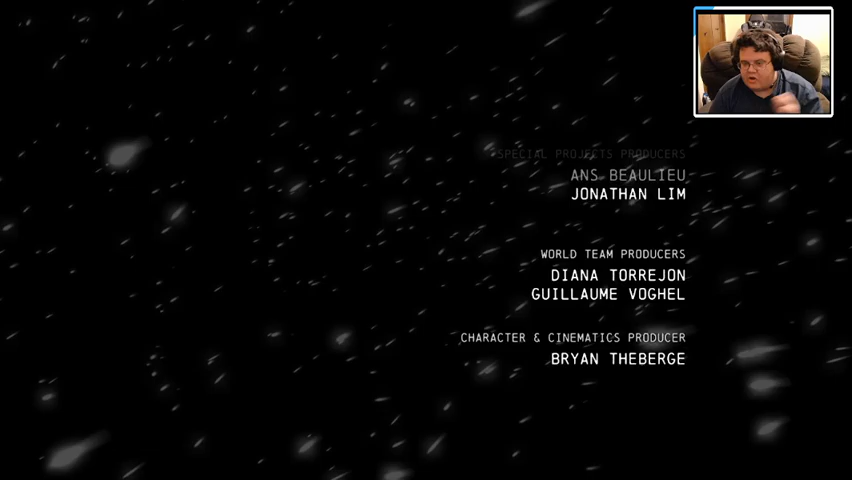 SPECIAL PROJECTS PRODUCERS
ANS BEAULIEU
JONATHAN LIM
WORLD TEAM PRODUCERS
DIANA TORREJON
GUILLAUME VOGHEL
CHARACTER & CINEMATICS PRODUCER
BRYAN THEBERGE